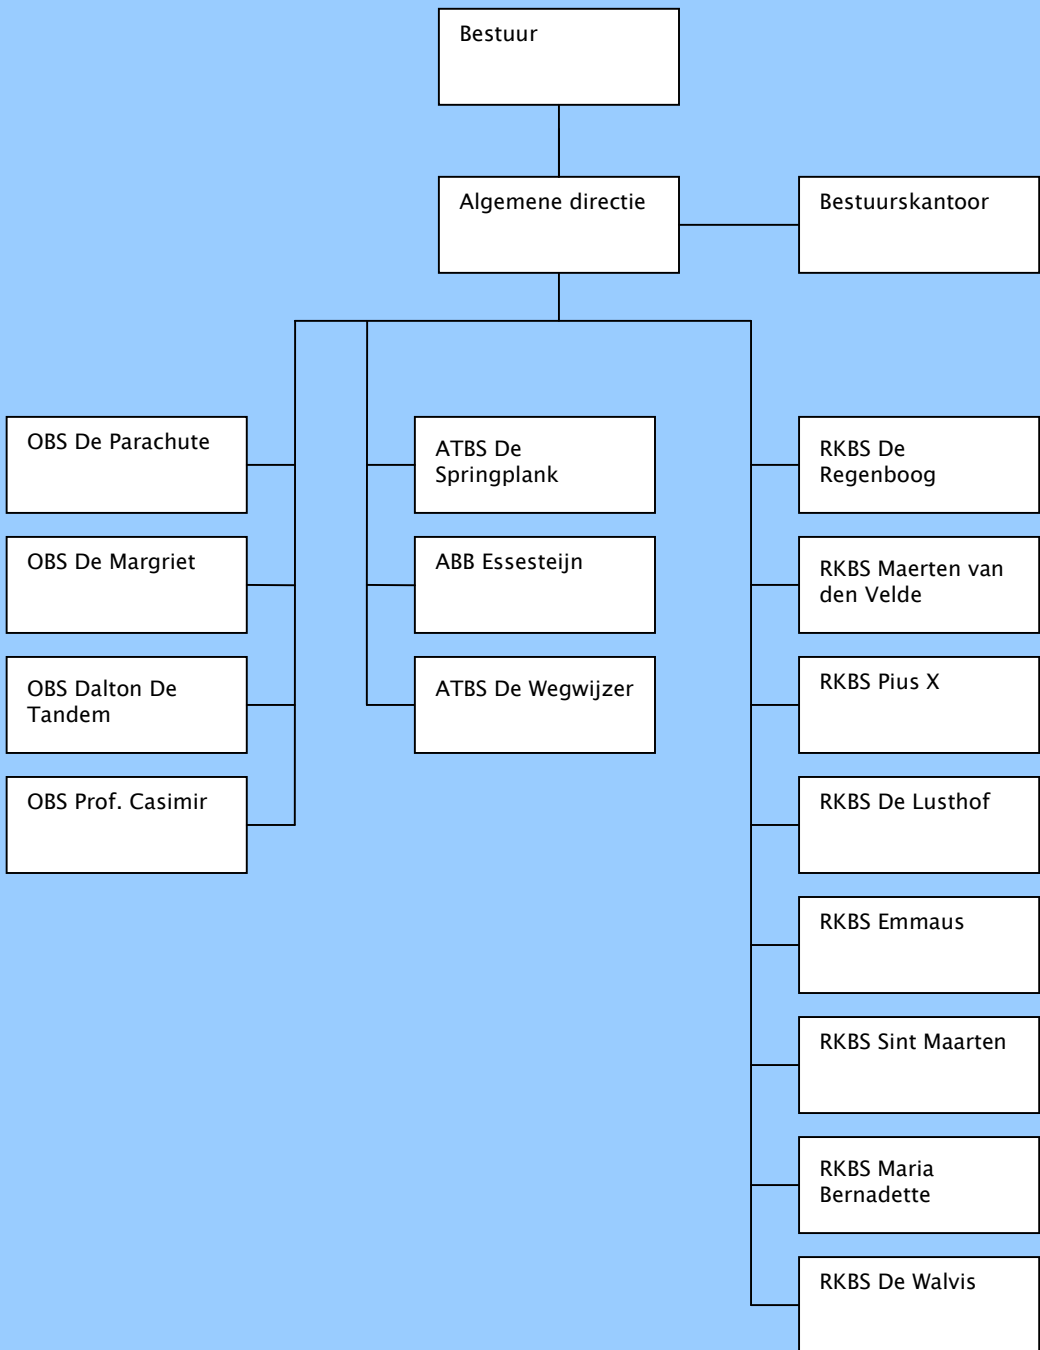 Bestuur
Algemene directie
Bestuurskantoor
OBS De Parachute
OBS De Margriet
OBS Dalton De
Tandem
OBS Prof. Casimir
ATBS De
Springplank
ABB Essesteijn
ATBS De Wegwijzer
RKBS De
Regenboog
RKBS Maerten van
den Velde
RKBS Pius X
RKBS De Lusthof
RKBS Emmaus
RKBS Sint Maarten
RKBS Maria
Bernadette
RKBS De Walvis